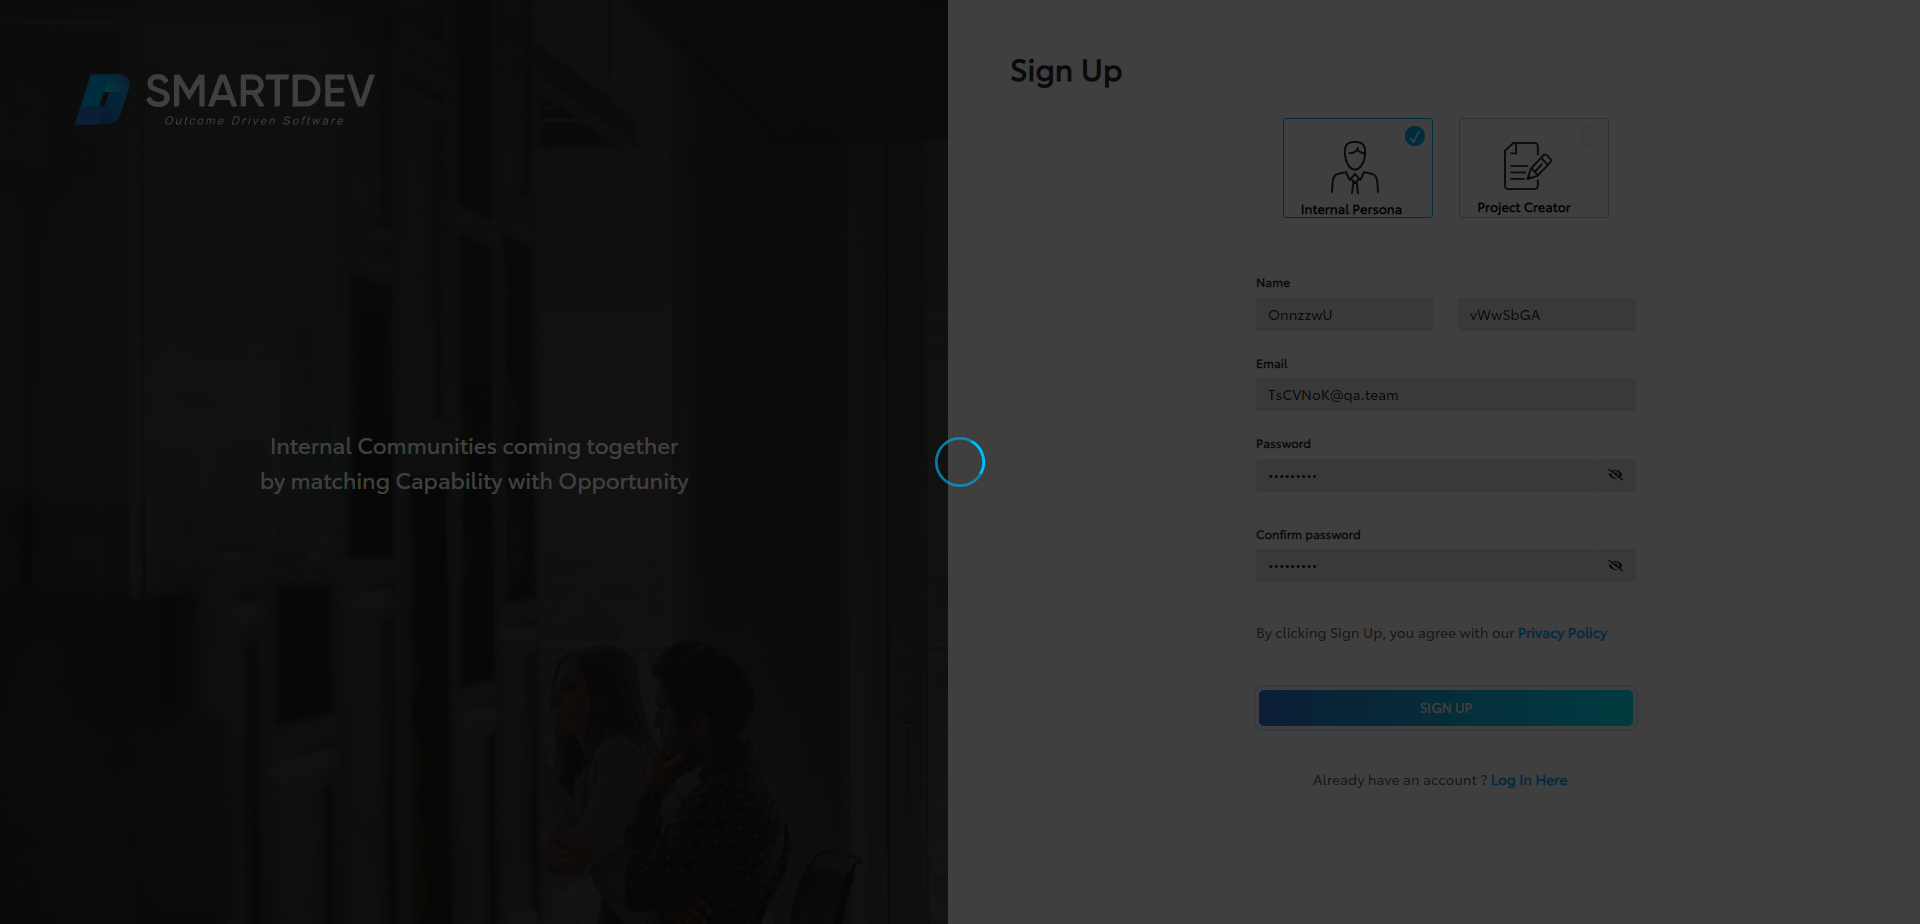 SMARTDEV
Outcome Driven Software
Internal Communities coming together
by matching Capability with Opportunity
Sign Up
Internal Persona
Project Creator
Name
OnnzzwU
vWwSbGA
Email
TsCVNoK@qa.team
Password
•••••••••
Confirm password
•••••••••
By clicking Sign Up, you agree with our Privacy Policy
SIGN UP
Already have an account ? Log In Here